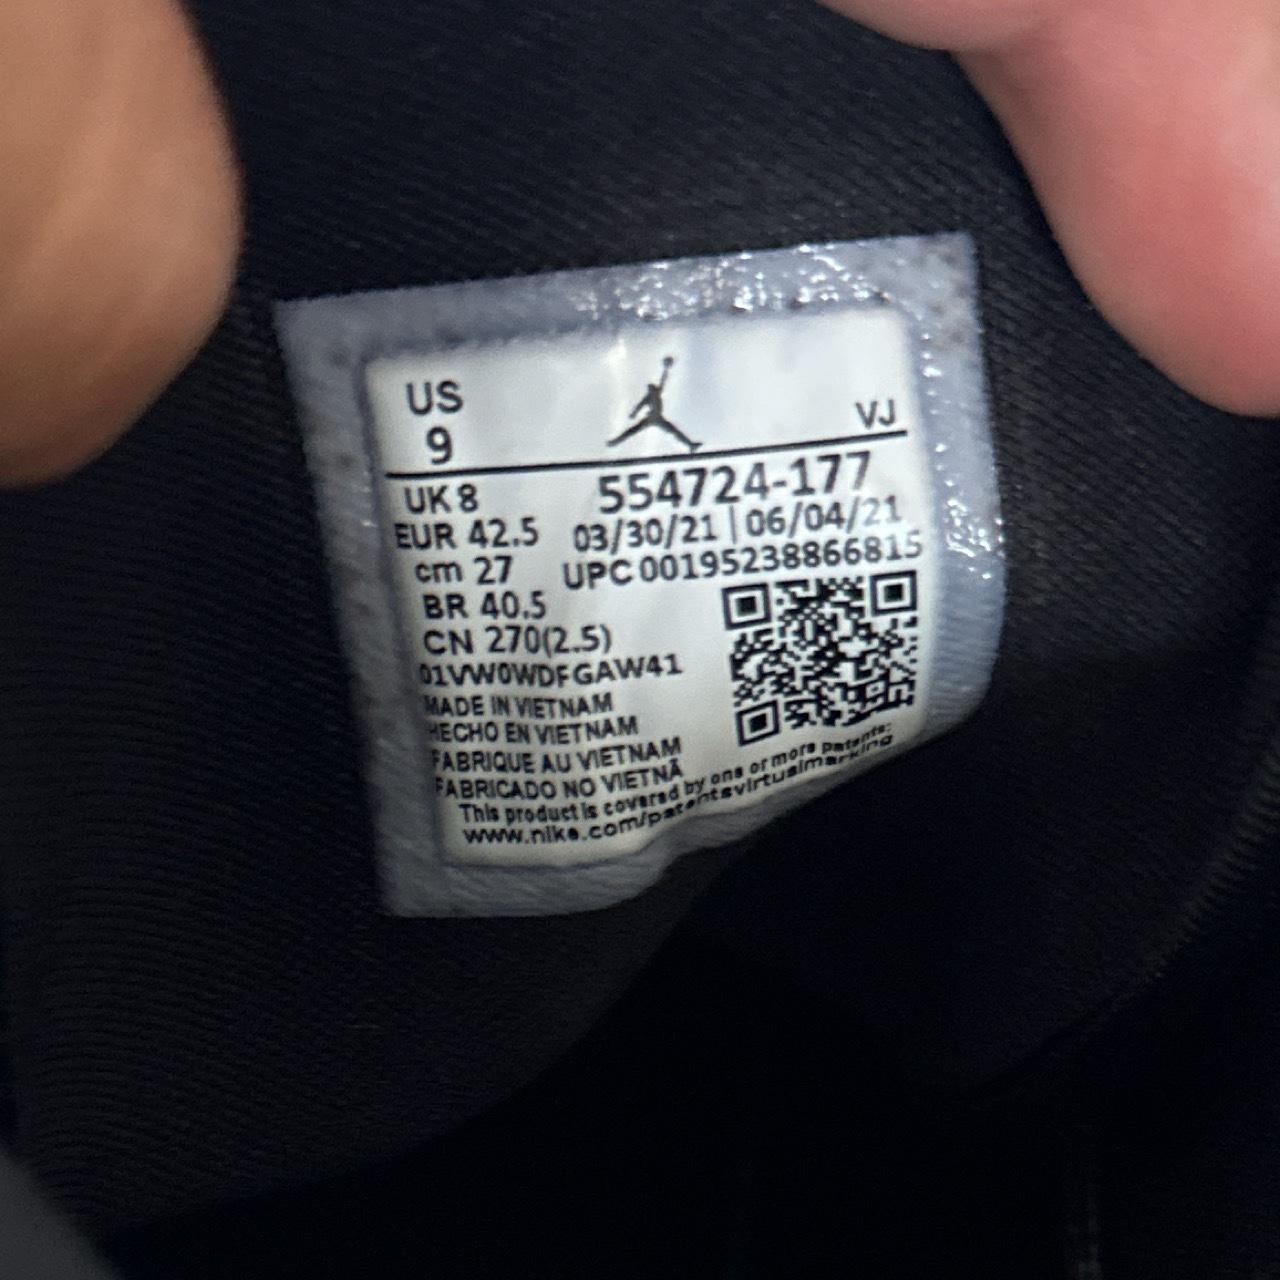 US
9
VJ
UK 8
554724-177
EUR 42.5
03/30/21 | 06/04/21
cm 27
UPC 00195238866815
BR 40.5
CN 270(2.5)
01VW0WDFGAW41
MADE IN VIETNAM
HECHO EN VIETNAM
FABRIQUE AU VIETNAM
FABRICADO NO VIETNÃ
This product is covered by one or more patents:
www.nike.com/patentsvirtualmarking